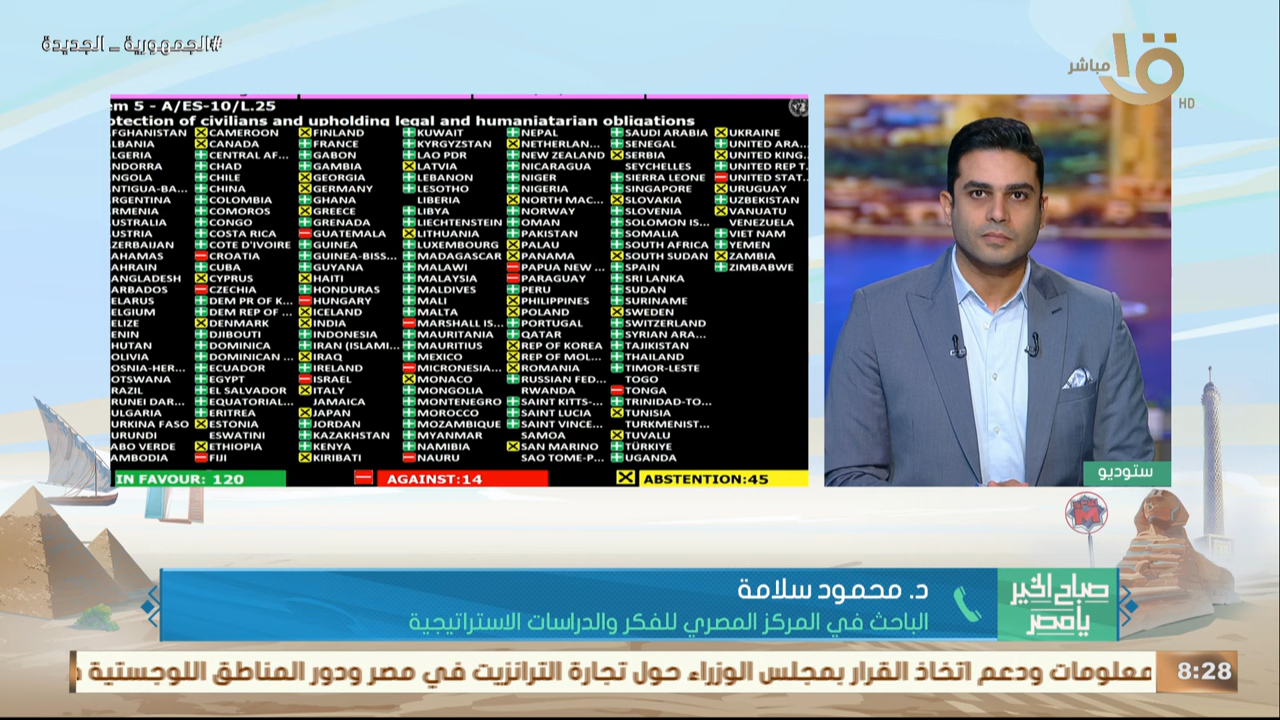 #الجمهورية _ الجديدة
مباشر
HD
em 5 - A/ES-10/L.25
otection of civilians and upholding legal and humaniatarian obligations
FGHANISTAN CAMEROON FINLAND KUWAIT NEPAL SAUDI ARABIA UKRAINE
LBANIA CANADA FRANCE KYRGYZSTAN NETHERLAN... SENEGAL UNITED ARA...
LGERIA CENTRAL AF... GABON LAO PDR NEW ZEALAND SERBIA UNITED KING...
NDORRA CHAD GAMBIA LATVIA NICARAGUA SEYCHELLES UNITED REP T...
NGOLA CHILE GEORGIA LEBANON NIGER SIERRA LEONE UNITED STAT...
NTIGUA-BA... CHINA GERMANY LESOTHO NIGERIA SINGAPORE URUGUAY
RGENTINA COLOMBIA GHANA LIBERIA NORTH MAC... SLOVAKIA UZBEKISTAN
RMENIA COMOROS GREECE LIBYA NORWAY SLOVENIA VANUATU
USTRALIA CONGO GRENADA LIECHTENSTEIN OMAN SOLOMON IS... VENEZUELA
USTRIA COSTA RICA GUATEMALA LITHUANIA PAKISTAN SOMALIA VIET NAM
ZERBAIJAN COTE D'IVOIRE GUINEA LUXEMBOURG PALAU SOUTH AFRICA YEMEN
AHAMAS CROATIA GUINEA-BISS... MADAGASCAR PANAMA SOUTH SUDAN ZAMBIA
AHRAIN CUBA GUYANA MALAWI PAPUA NEW ... SPAIN ZIMBABWE
ANGLADESH CYPRUS HAITI MALAYSIA PARAGUAY SRI LANKA
ARBADOS CZECHIA HONDURAS MALDIVES PERU SUDAN
ELARUS DEM PR OF K... HUNGARY MALI PHILIPPINES SURINAME
ELGIUM DEM REP OF ... ICELAND MALTA POLAND SWEDEN
ELIZE DENMARK INDIA MARSHALL IS... PORTUGAL SWITZERLAND
ENIN DJIBOUTI INDONESIA MAURITANIA QATAR SYRIAN ARA...
HUTAN DOMINICA IRAN (ISLAMI... MAURITIUS REP OF KOREA TAJIKISTAN
OLIVIA DOMINICAN ... IRAQ MEXICO REP OF MOL... THAILAND
OSNIA-HER... ECUADOR IRELAND MICRONESIA... ROMANIA TIMOR-LESTE
OTSWANA EGYPT ISRAEL MONACO RUSSIAN FED... TOGO
RAZIL EL SALVADOR ITALY MONGOLIA RWANDA TONGA
RUNEI DAR... EQUATORIAL... JAMAICA MONTENEGRO SAINT KITTS-... TRINIDAD-TO...
ULGARIA ERITREA JAPAN MOROCCO SAINT LUCIA TUNISIA
URKINA FASO ESTONIA JORDAN MOZAMBIQUE SAINT VINCE... TURKMENIST...
URUNDI ESWATINI KAZAKHSTAN MYANMAR SAMOA TUVALU
ABO VERDE ETHIOPIA KENYA NAMIBIA SAN MARINO TÜRKIYE
AMBODIA FIJI KIRIBATI NAURU SAO TOME-P... UGANDA
IN FAVOUR: 120 AGAINST:14 ABSTENTION:45
ستوديو
صباح الخير
يا مصر
د. محمود سلامة
الباحث في المركز المصري للفكر والدراسات الاستراتيجية
معلومات ودعم اتخاذ القرار بمجلس الوزراء حول تجارة الترانزيت في مصر ودور المناطق اللوجستية
8:28